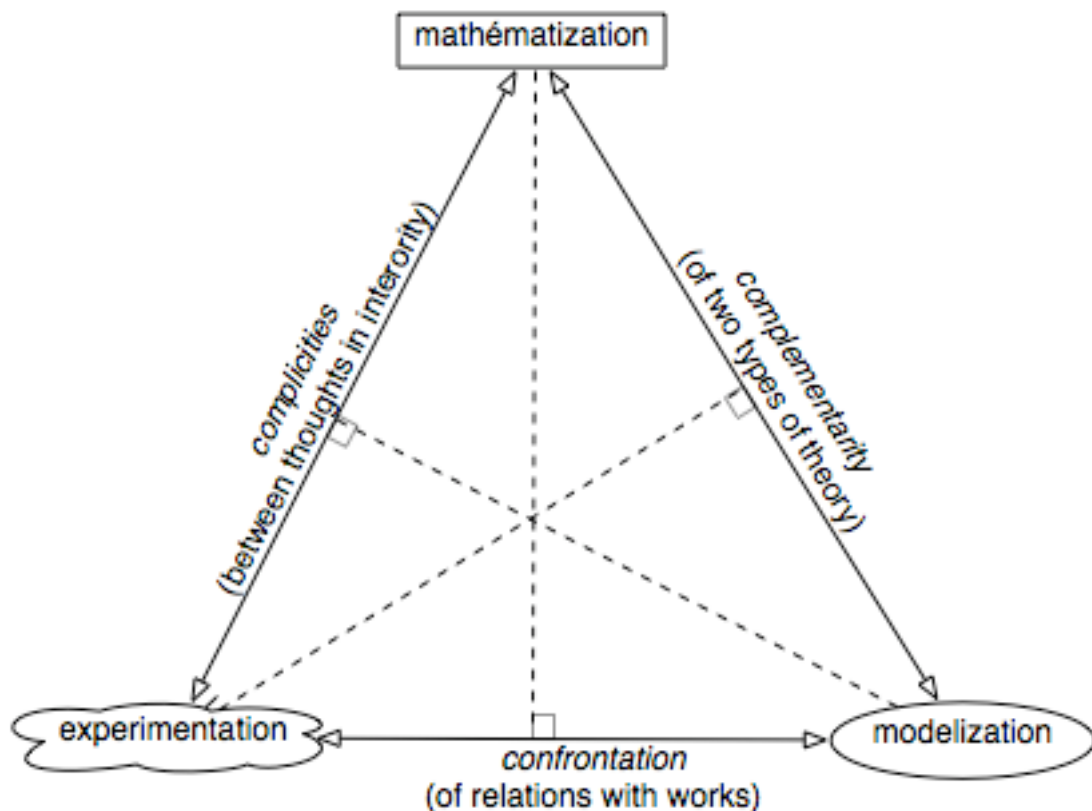 mathématization
complicities
(between thoughts in interority)
complementarity
(of two types of theory)
experimentation
modelization
confrontation
(of relations with works)